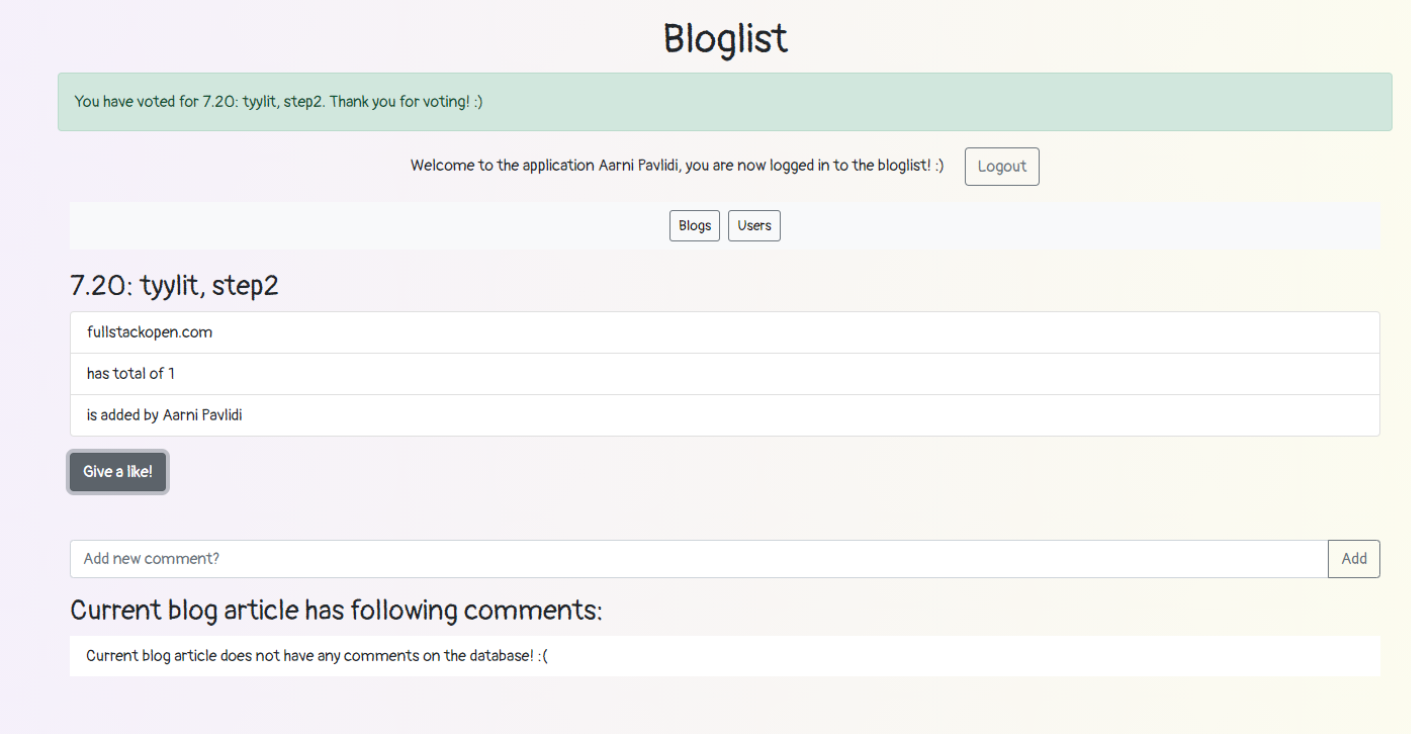 Bloglist
You have voted for 7.20: tyylit, step2. Thank you for voting! :)
Welcome to the application Aarni Pavlidi, you are now logged in to the bloglist! :) Logout
Blogs Users
7.20: tyylit, step2
fullstackopen.com
has total of 1
is added by Aarni Pavlidi
Give a like!
Add new comment? Add
Current blog article has following comments:
Current blog article does not have any comments on the database! :(